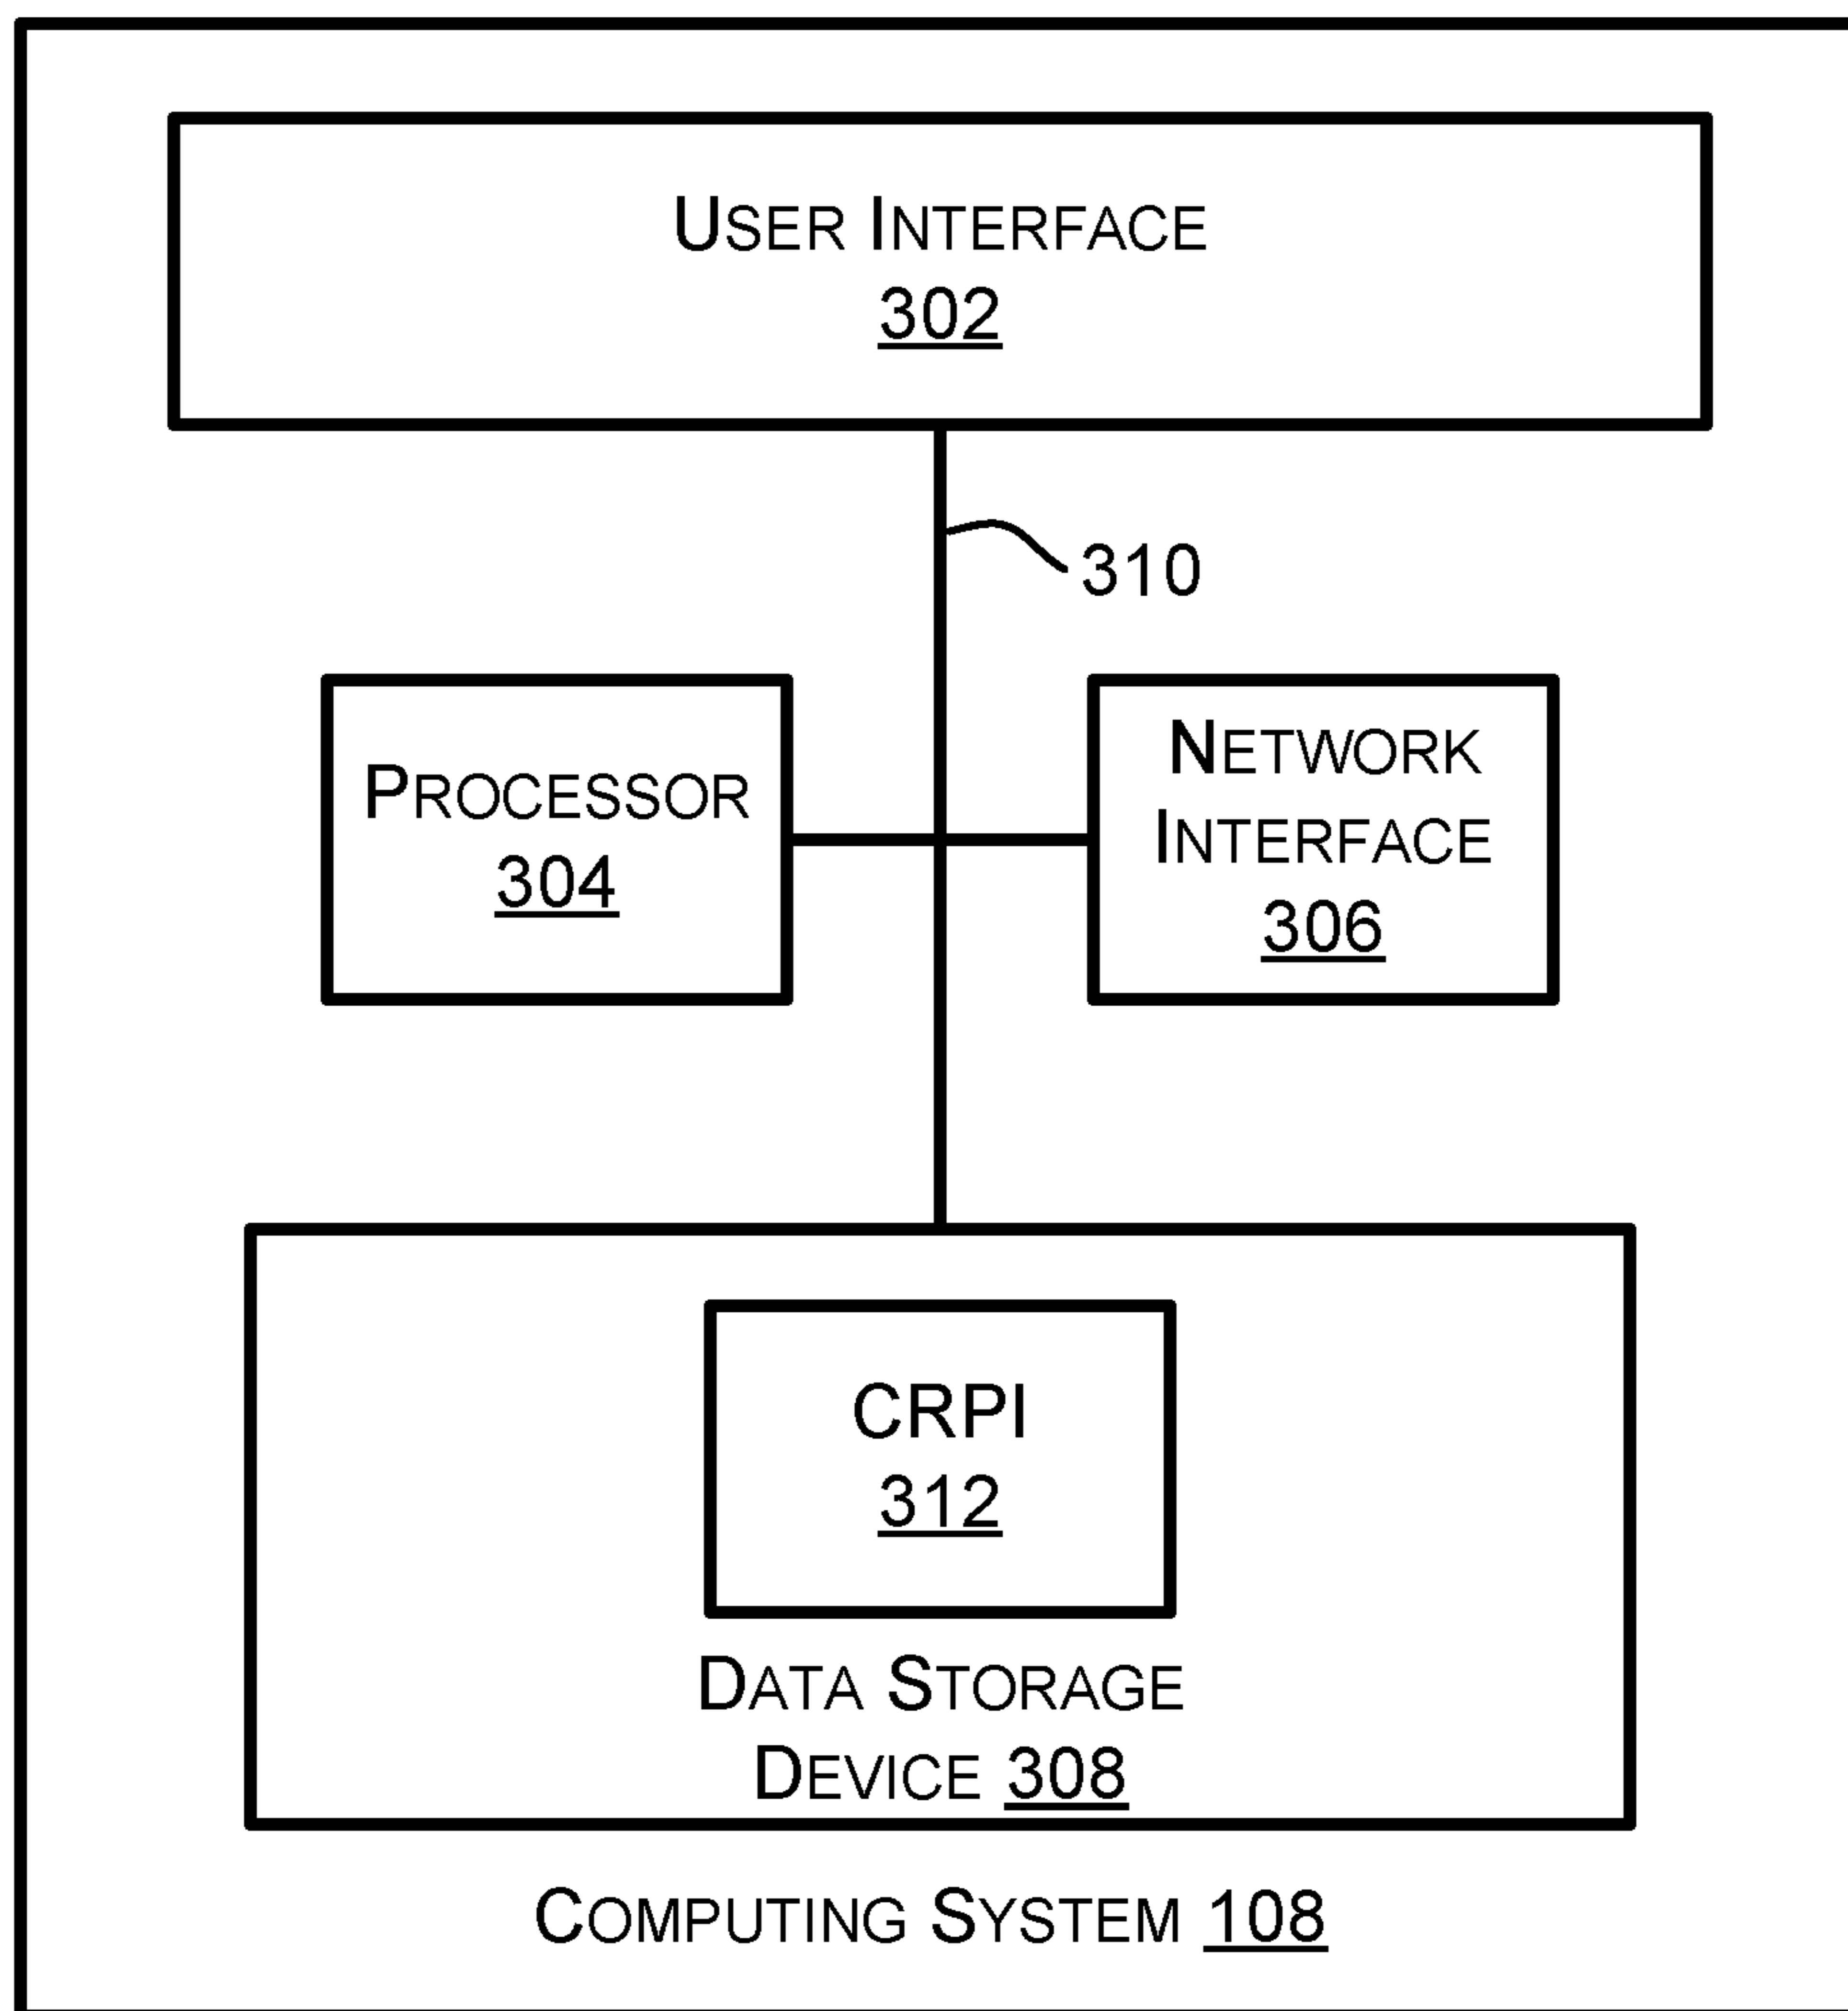 USER INTERFACE
302
310
PROCESSOR
304
NETWORK
INTERFACE
306
CRPI
312
DATA STORAGE
DEVICE 308
COMPUTING SYSTEM 108